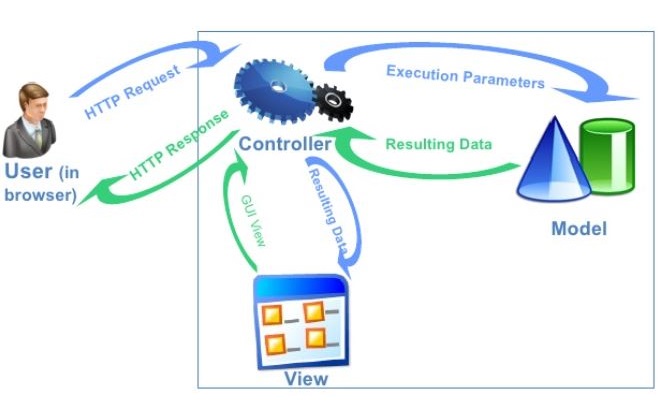 HTTP Request
Execution Parameters
HTTP Response
Controller
Resulting Data
User (in
browser)
GUI View
Resulting Data
Model
View